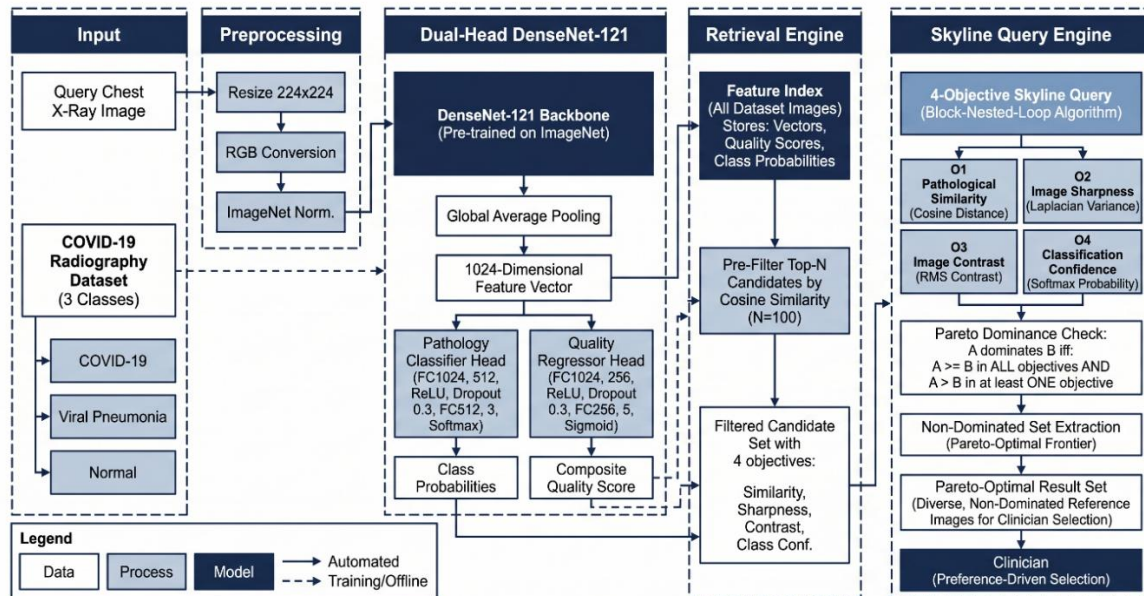 Input
Query Chest
X-Ray Image
COVID-19
Radiography
Dataset
(3 Classes)
COVID-19
Viral Pneumonia
Normal
Preprocessing
Resize 224x224
RGB Conversion
ImageNet Norm.
Dual-Head DenseNet-121
DenseNet-121 Backbone
(Pre-trained on ImageNet)
Global Average Pooling
1024-Dimensional
Feature Vector
Pathology
Classifier Head
(FC1024, 512,
ReLU, Dropout
0.3, FC512, 3,
Softmax)
Quality
Regressor Head
(FC1024, 256,
ReLU, Dropout
0.3, FC256, 5,
Sigmoid)
Class
Probabilities
Composite
Quality Score
Retrieval Engine
Feature Index
(All Dataset Images)
Stores: Vectors,
Quality Scores,
Class Probabilities
Pre-Filter Top-N
Candidates by
Cosine Similarity
(N=100)
Filtered Candidate
Set with
4 objectives:
Similarity,
Sharpness,
Contrast,
Class Conf.
Skyline Query Engine
4-Objective Skyline Query
(Block-Nested-Loop Algorithm)
O1
Pathological
Similarity
(Cosine Distance)
O2
Image Sharpness
(Laplacian Variance)
O3
Image Contrast
(RMS Contrast)
O4
Classification
Confidence
(Softmax Probability)
Pareto Dominance Check:
A dominates B iff:
A >= B in ALL objectives AND
A > B in at least ONE objective
Non-Dominated Set Extraction
(Pareto-Optimal Frontier)
Pareto-Optimal Result Set
(Diverse, Non-Dominated Reference
Images for Clinician Selection)
Clinician
(Preference-Driven Selection)
Legend
Data
Process
Model
Automated
Training/Offline